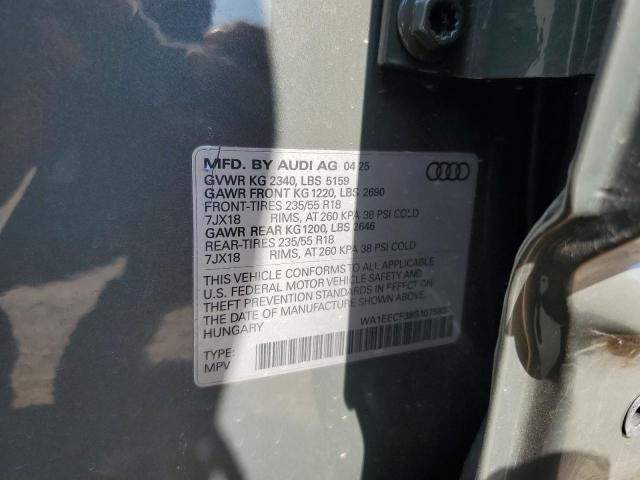 MFD. BY AUDI AG 04 25
GVWR KG 2340, LBS 5159
GAWR FRONT KG 1220, LBS 2690
FRONT-TIRES 235/55 R18
7JX18 RIMS, AT 260 KPA 38 PSI COLD
GAWR REAR KG1200, LBS 2646
REAR-TIRES 235/55 R18
7JX18 RIMS, AT 260 KPA 38 PSI COLD
THIS VEHICLE CONFORMS TO ALL APPLICABLE
U.S. FEDERAL MOTOR VEHICLE SAFETY AND
THEFT PREVENTION STANDARDS IN EFFECT ON
THE DATE OF MANUFACTURE SHOWN ABOVE.
HUNGARY
TYPE:
MPV